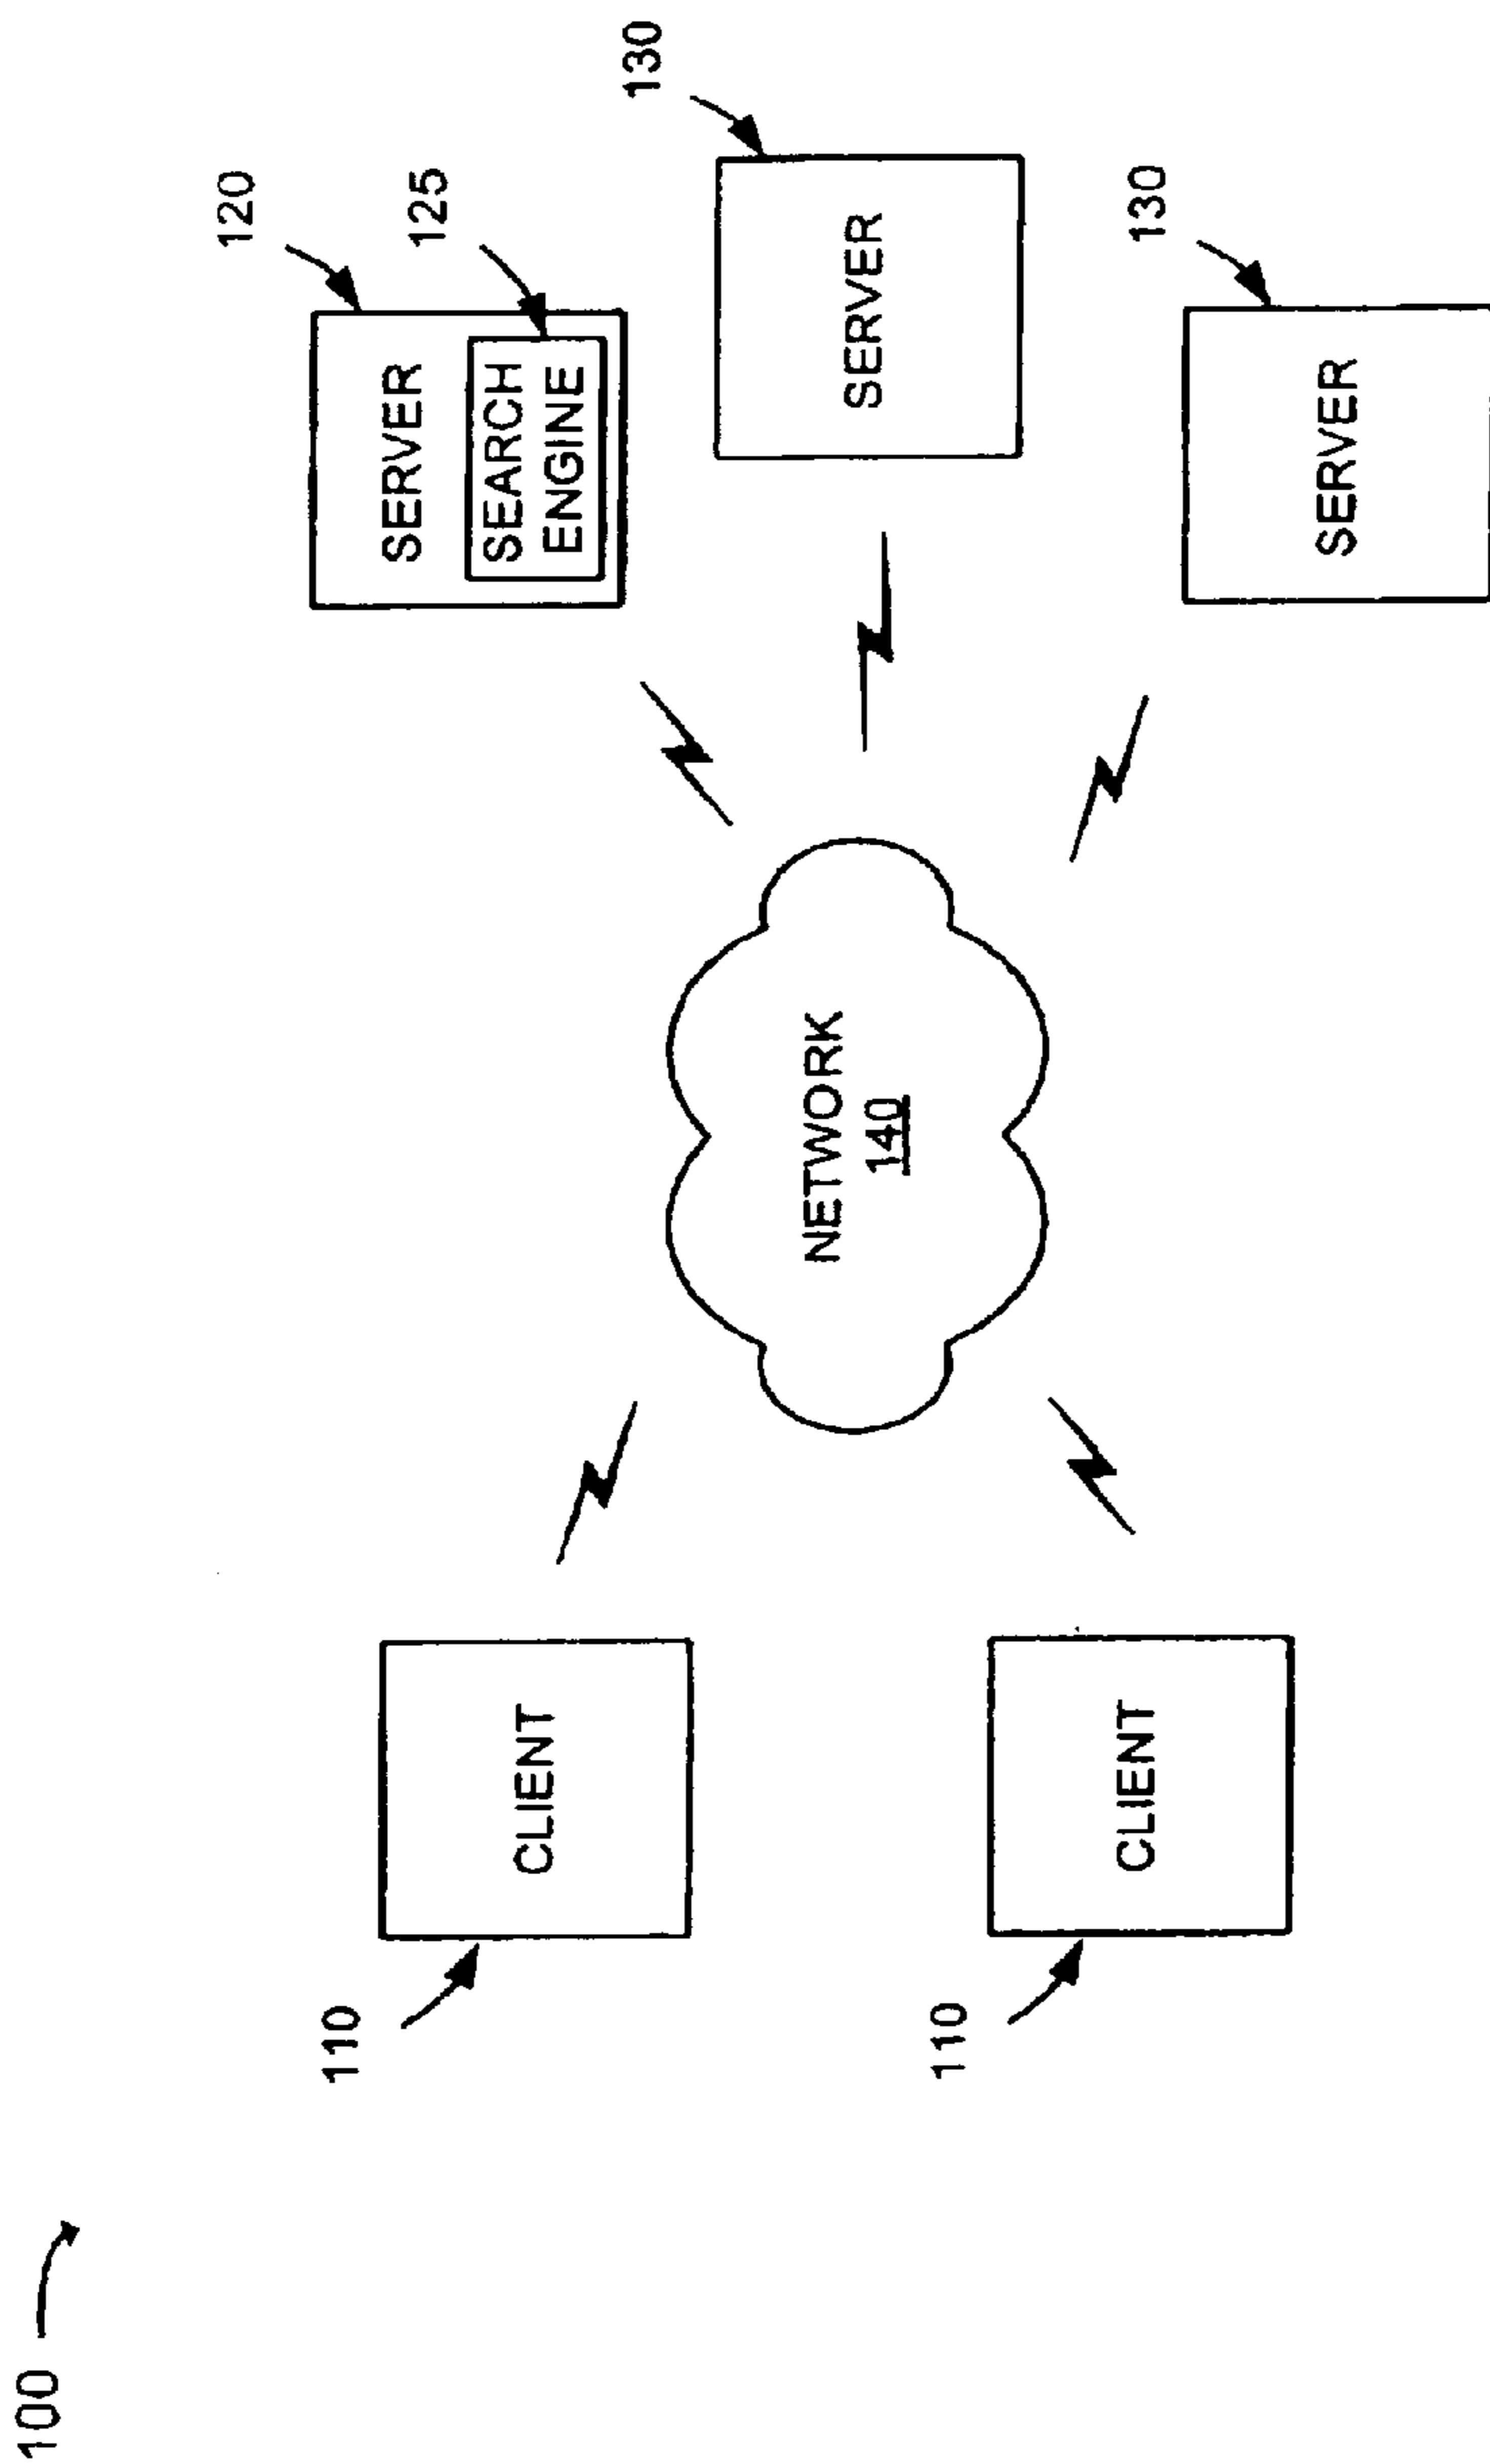 100
110
CLIENT
110
CLIENT
NETWORK
140
120
SERVER
125
SEARCH
ENGINE
130
SERVER
130
SERVER